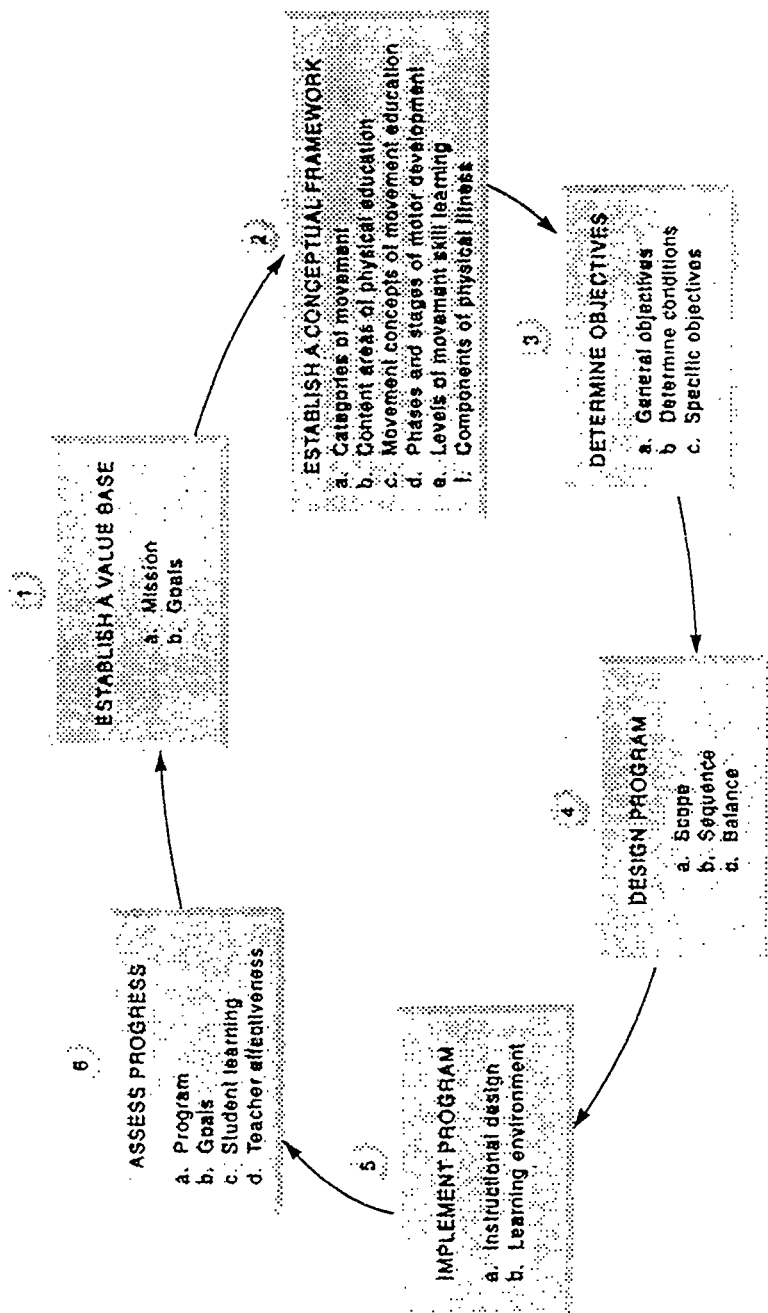 1
ESTABLISH A VALUE BASE
a. Mission
b. Goals
2
ESTABLISH A CONCEPTUAL FRAMEWORK
a. Categories of movement
b. Content areas of physical education
c. Movement concepts of movement education
d. Phases and stages of motor development
e. Levels of movement skill learning
f. Components of physical fitness
3
DETERMINE OBJECTIVES
a. General objectives
b Determine conditions
c. Specific objectives
4
DESIGN PROGRAM
a. Scope
b. Sequence
c. Balance
5
IMPLEMENT PROGRAM
a. Instructional design
b. Learning environment
6
ASSESS PROGRESS
a. Program
b. Goals
c. Student learning
d. Teacher effectiveness